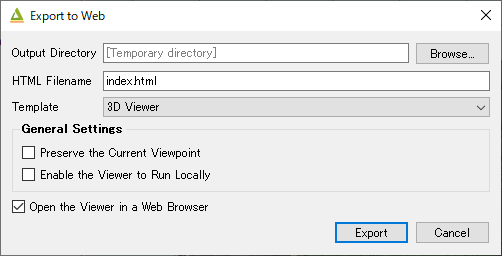 Export to Web
Output Directory [Temporary directory] Browse...
HTML Filename index.html
Template 3D Viewer
General Settings
Preserve the Current Viewpoint
Enable the Viewer to Run Locally
Open the Viewer in a Web Browser
Export Cancel